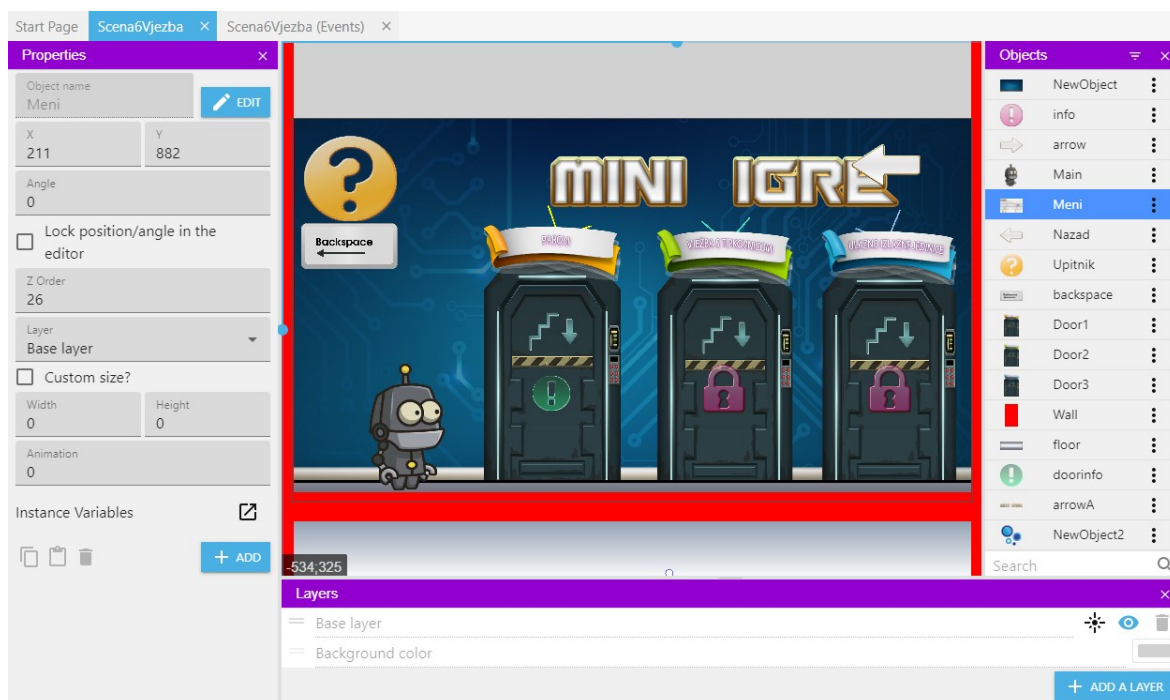 Start Page
Scena6Vjezba ×
Scena6Vjezba (Events) ×
Properties
Object name
Meni
EDIT
X
211
Y
882
Angle
0
Lock position/angle in the
editor
Z Order
26
Layer
Base layer
Custom size?
Width
0
Height
0
Animation
0
Instance Variables
+ ADD
MINI IGRE
Backspace
-534;325
Objects
NewObject
info
arrow
Main
Meni
Nazad
Upitnik
backspace
Door1
Door2
Door3
Wall
floor
doorinfo
arrowA
NewObject2
Search
Layers
Base layer
Background color
+ ADD A LAYER